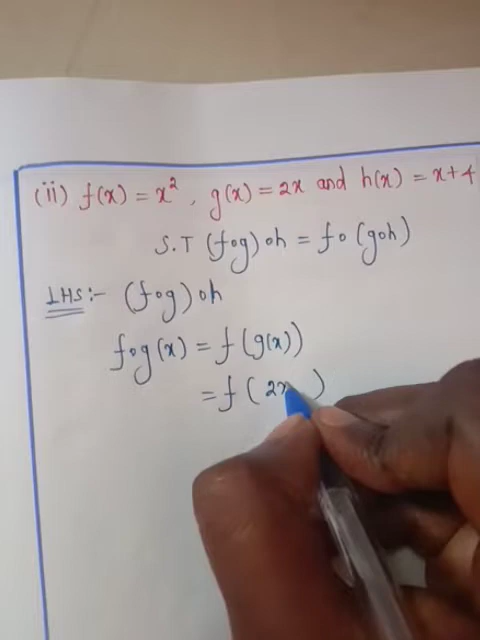 (ii) f(x) = x², g(x) = 2x and h(x) = x+4
S.T (fog) oh = fo (goh)
LHS:- (fog) oh
fog(x) = f(g(x))
= f(2x )